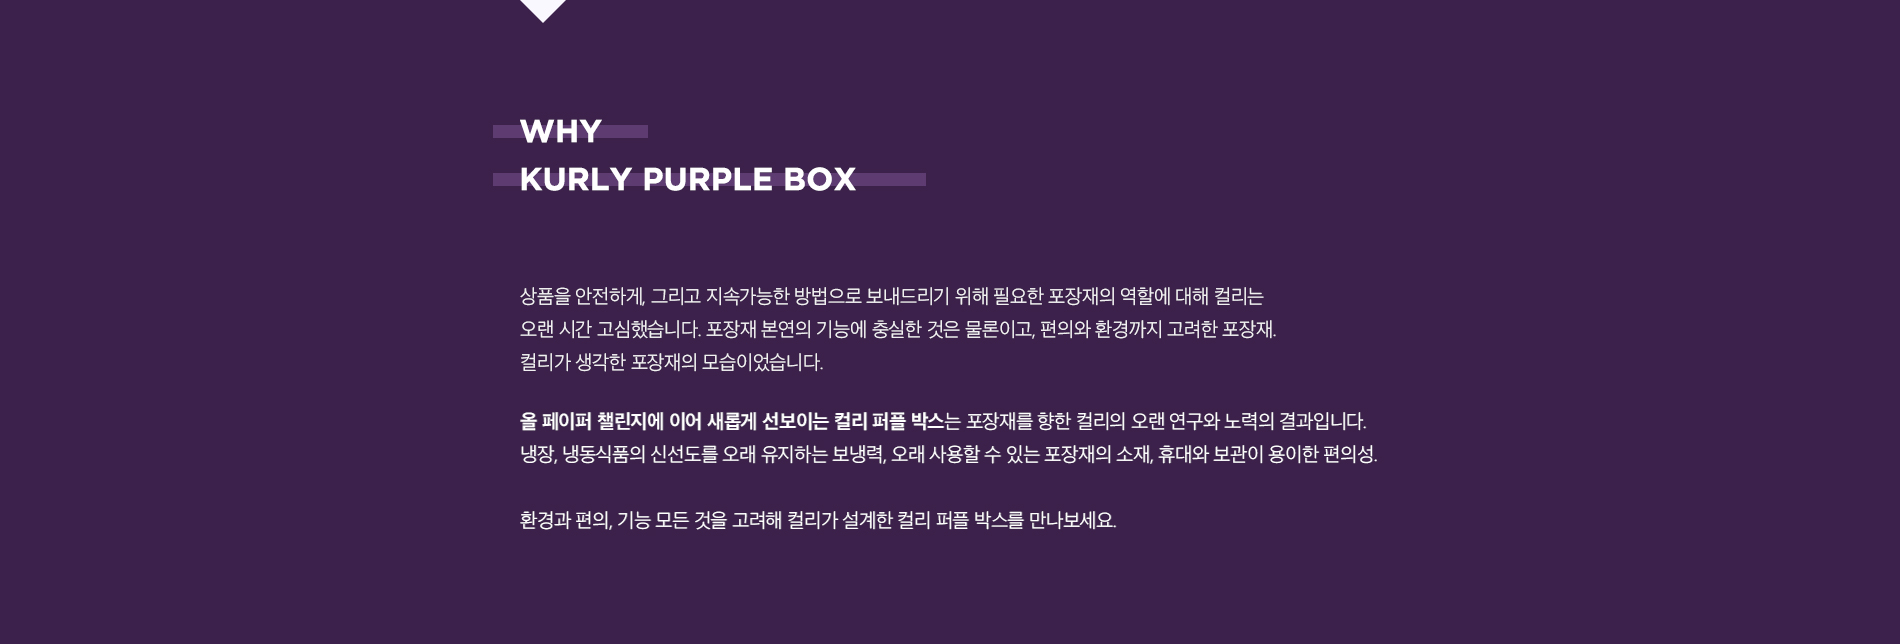 WHY
KURLY PURPLE BOX
상품을 안전하게, 그리고 지속가능한 방법으로 보내드리기 위해 필요한 포장재의 역할에 대해 컬리는
오랜 시간 고심했습니다. 포장재 본연의 기능에 충실한 것은 물론이고, 편의와 환경까지 고려한 포장재.
컬리가 생각한 포장재의 모습이었습니다.
올 페이퍼 챌린지에 이어 새롭게 선보이는 컬리 퍼플 박스는 포장재를 향한 컬리의 오랜 연구와 노력의 결과입니다.
냉장, 냉동식품의 신선도를 오래 유지하는 보냉력, 오래 사용할 수 있는 포장재의 소재, 휴대와 보관이 용이한 편의성.
환경과 편의, 기능 모든 것을 고려해 컬리가 설계한 컬리 퍼플 박스를 만나보세요.